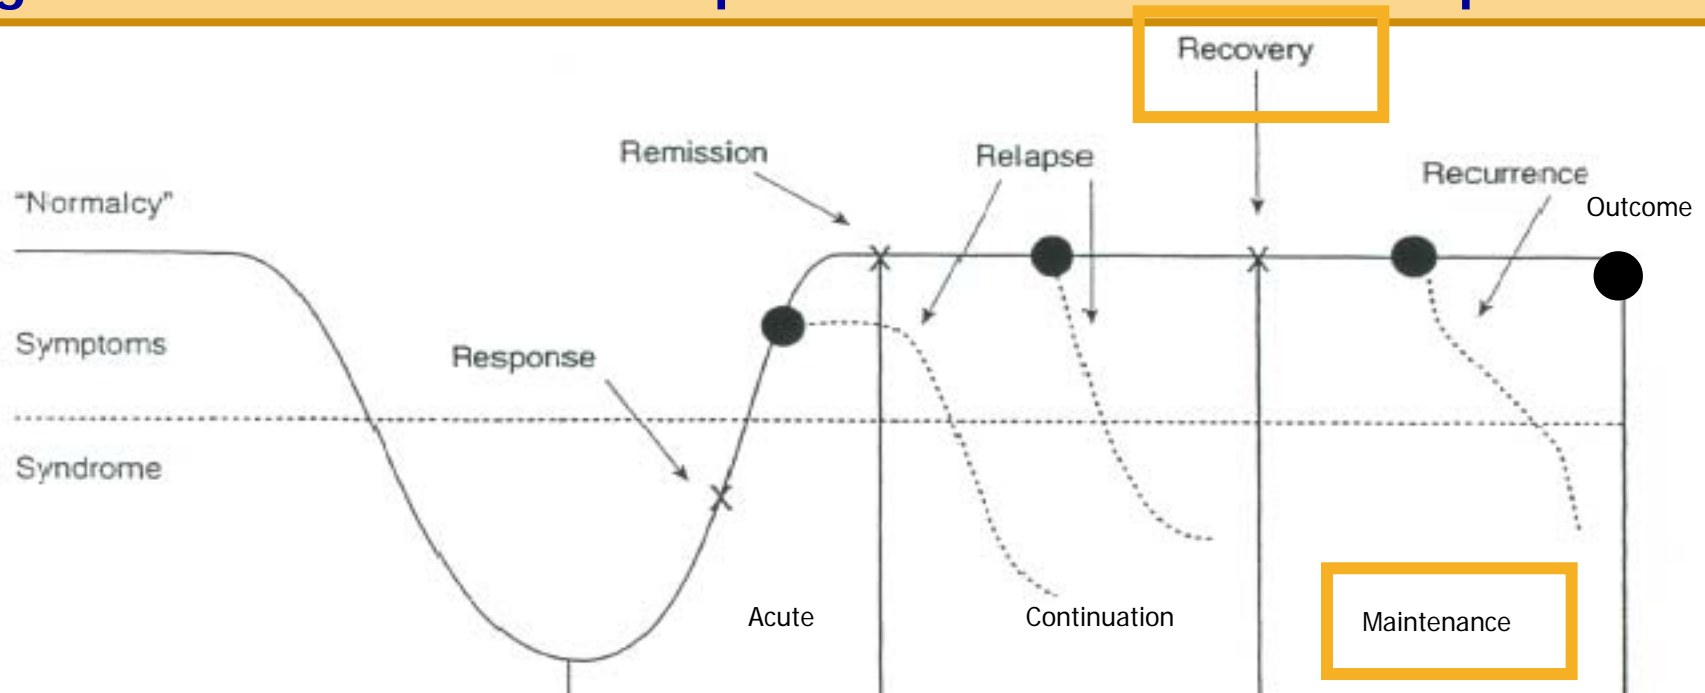 Recovery
Remission
Relapse
Recurrence
"Normalcy"
Outcome
Symptoms
Response
Syndrome
Acute
Continuation
Maintenance